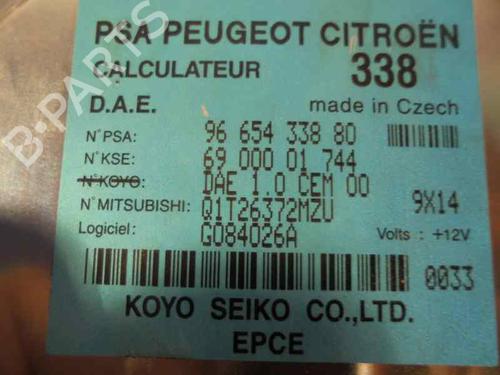 PSA PEUGEOT CITROËN
CALCULATEUR 338
D.A.E. made in Czech
N°PSA: 96 654 338 80
N°KSE: 69 000 01 744
N°KOYO: DAE 1.0 CEM 00
N°MITSUBISHI: Q1T26372MZU 9X14
Logiciel: G084026A Volts : +12V
0033
KOYO SEIKO CO.,LTD.
EPCE
B-PARTS